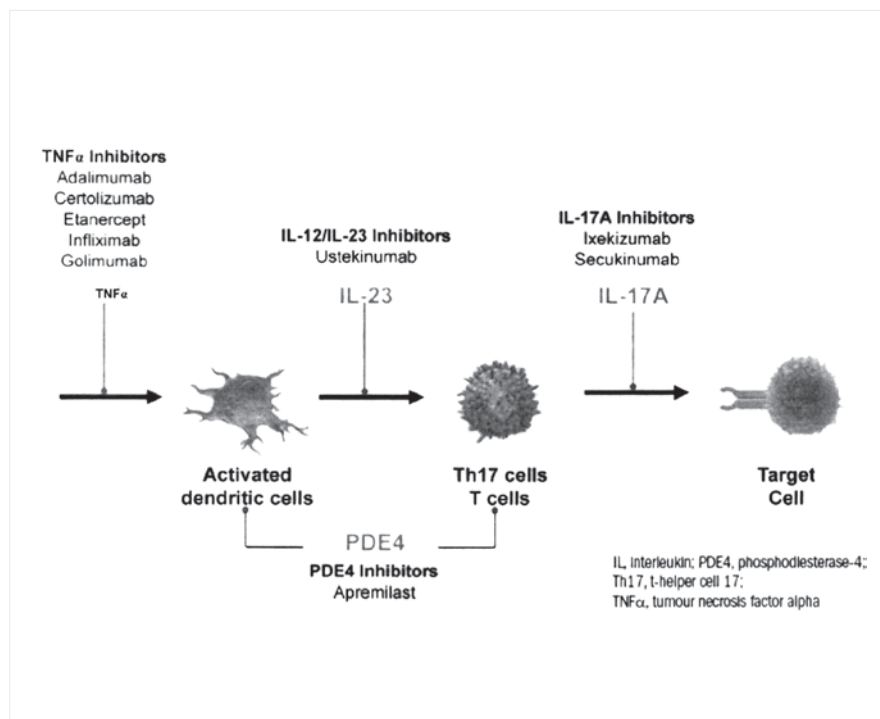 TNFα Inhibitors
Adalimumab
Certolizumab
Etanercept
Infliximab
Golimumab
TNFα
IL-12/IL-23 Inhibitors
Ustekinumab
IL-23
IL-17A Inhibitors
Ixekizumab
Secukinumab
IL-17A
Activated
dendritic cells
Th17 cells
T cells
Target
Cell
PDE4
PDE4 Inhibitors
Apremilast
IL, interleukin; PDE4, phosphodiesterase-4;;
Th17, t-helper cell 17;
TNFα, tumour necrosis factor alpha